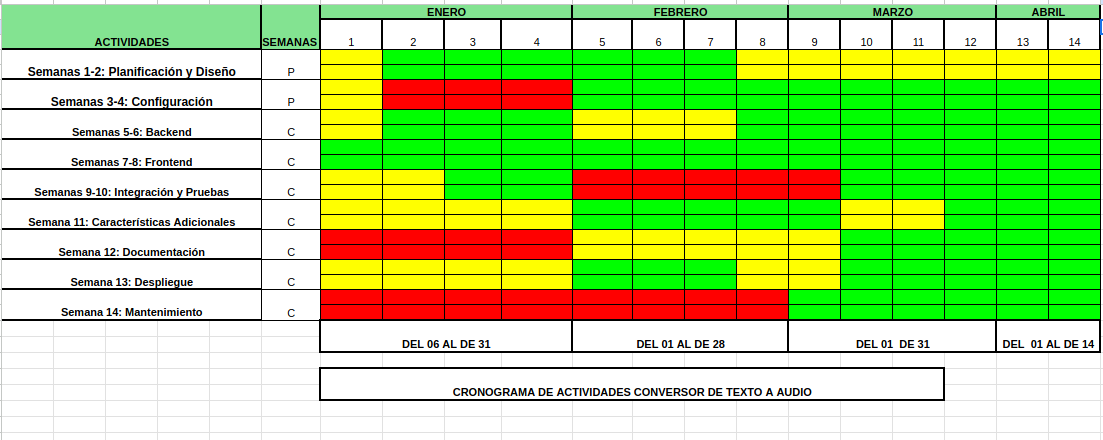 ENERO FEBRERO MARZO ABRIL
ACTIVIDADES SEMANAS 1 2 3 4 5 6 7 8 9 10 11 12 13 14
Semanas 1-2: Planificación y Diseño P
Semanas 3-4: Configuración P
Semanas 5-6: Backend C
Semanas 7-8: Frontend C
Semanas 9-10: Integración y Pruebas C
Semana 11: Características Adicionales C
Semana 12: Documentación C
Semana 13: Despliegue C
Semana 14: Mantenimiento C
DEL 06 AL DE 31 DEL 01 AL DE 28 DEL 01 DE 31 DEL 01 AL DE 14
CRONOGRAMA DE ACTIVIDADES CONVERSOR DE TEXTO A AUDIO